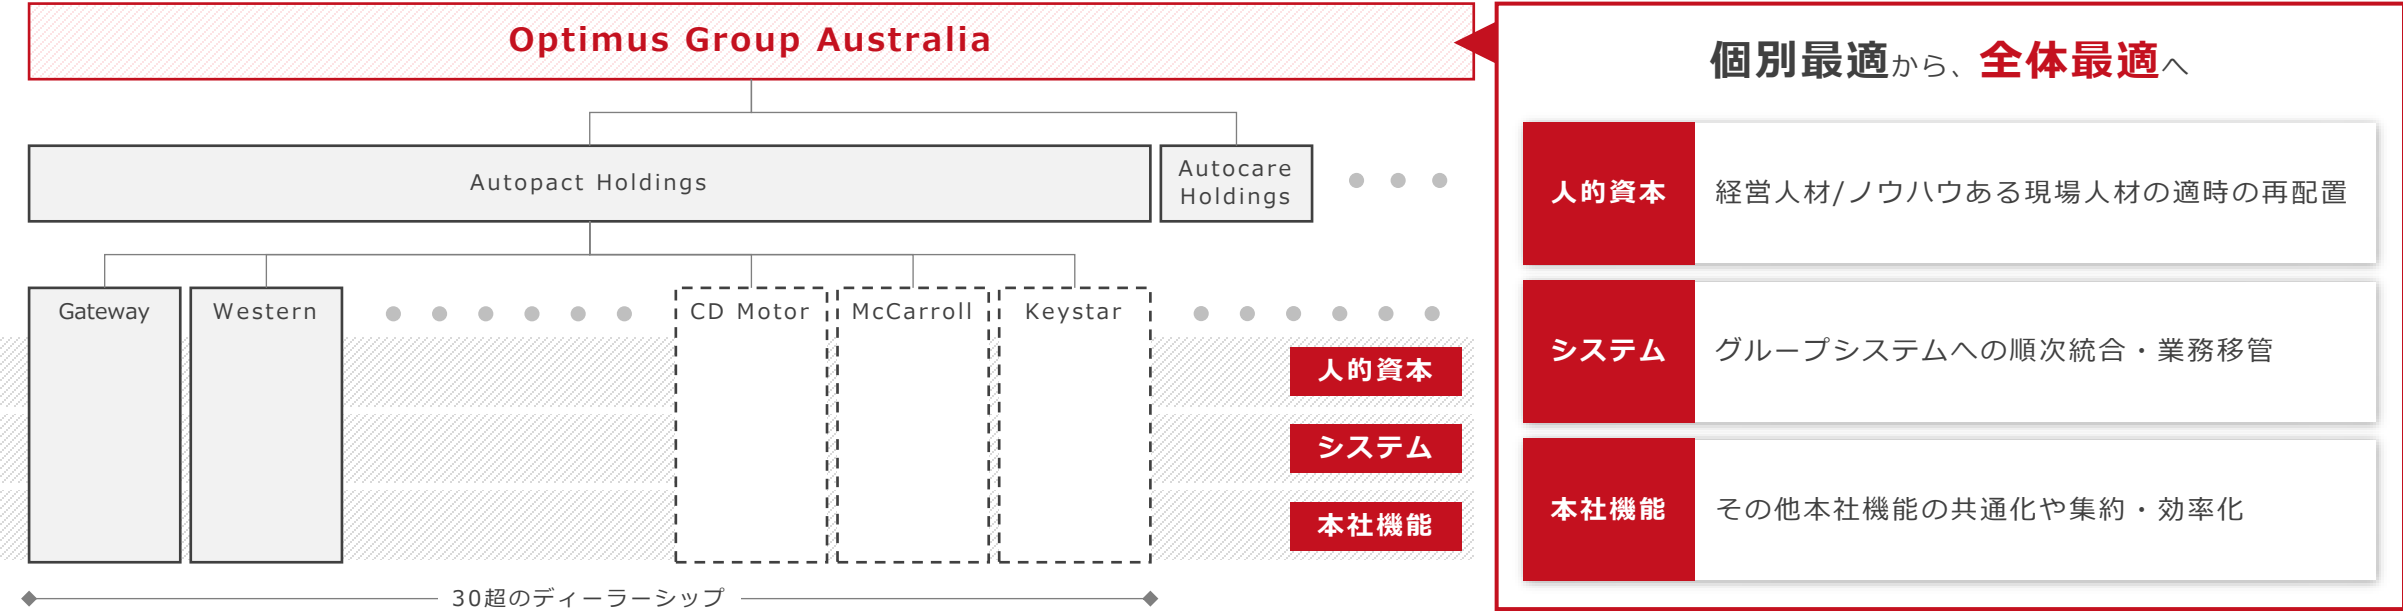 Optimus Group Australia
Autopact Holdings
Autocare
Holdings
Gateway
Western
CD Motor
McCarroll
Keystar
人的資本
システム
本社機能
30超のディーラーシップ
個別最適から、全体最適へ
人的資本 経営人材/ノウハウある現場人材の適時の再配置
システム グループシステムへの順次統合・業務移管
本社機能 その他本社機能の共通化や集約・効率化